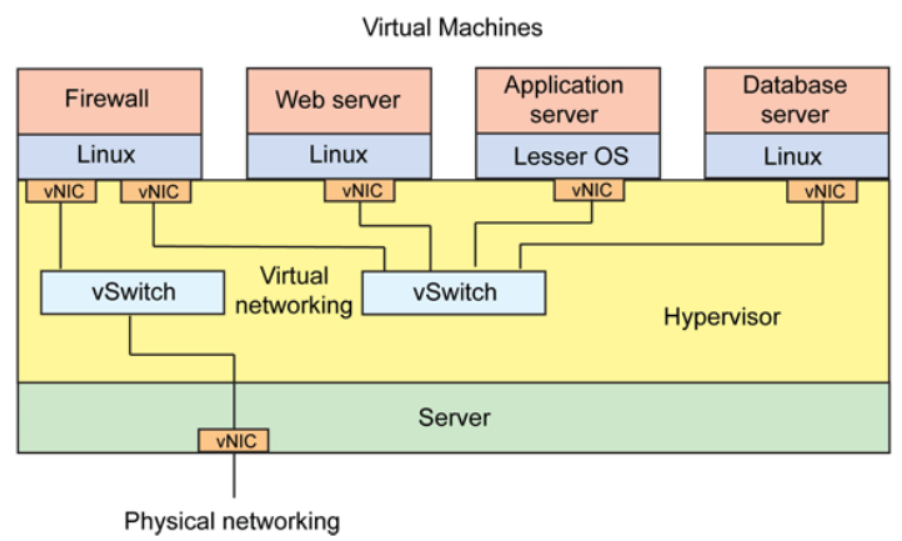 Virtual Machines
Firewall
Web server
Application
server
Database
server
Linux
Linux
Lesser OS
Linux
vNIC
vNIC
vNIC
vNIC
vNIC
vSwitch
Virtual
networking
vSwitch
Hypervisor
Server
vNIC
Physical networking